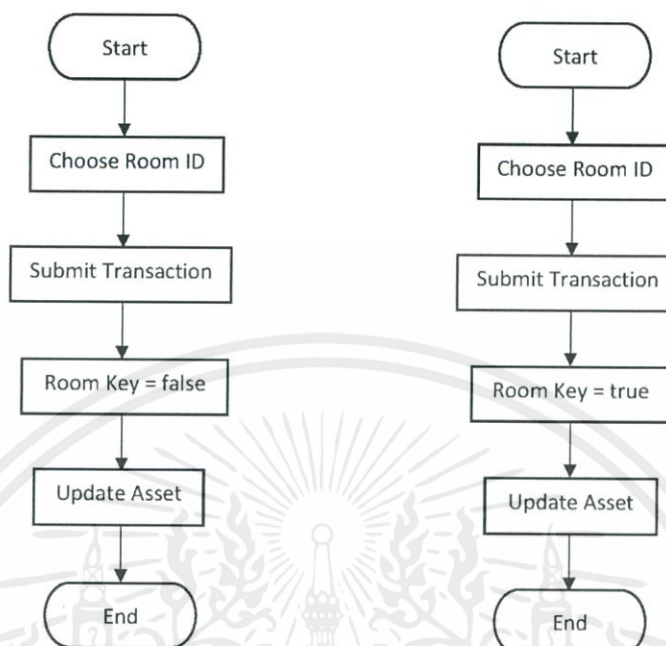 Start
Choose Room ID
Submit Transaction
Room Key = false
Update Asset
End
Start
Choose Room ID
Submit Transaction
Room Key = true
Update Asset
End